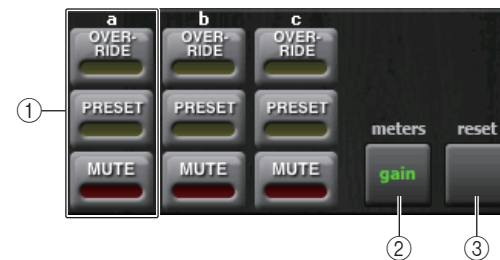 a b c
OVER-
RIDE
OVER-
RIDE
OVER-
RIDE
① PRESET PRESET PRESET
meters reset
MUTE MUTE MUTE gain
② ③